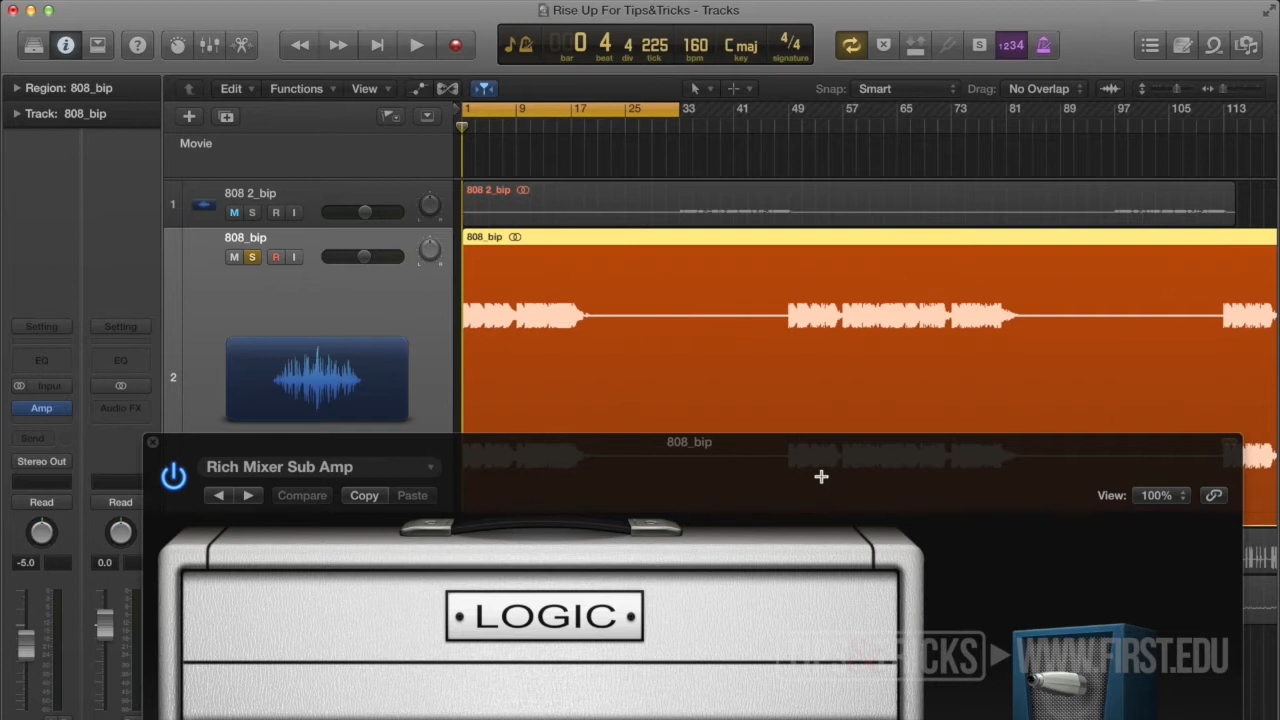 Rise Up For Tips&Tricks - Tracks
0 4 4 225 160 C maj 4/4
bar beat div tick bpm key signature
S 1234
Region: 808_bip
Edit Functions View Snap: Smart Drag: No Overlap
Track: 808_bip
1 9 17 25 33 41 49 57 65 73 81 89 97 105 113
Movie
1 808 2_bip
M S R I
L R
808 2_bip
808_bip
M S R I
L R
808_bip
2
Setting Setting
EQ EQ
Input
Amp Audio FX
Send
Stereo Out
Read Read
-5.0 0.0
808_bip
Rich Mixer Sub Amp
Compare Copy Paste
View: 100%
LOGIC
TIPS&TRICKS WWW.FIRST.EDU